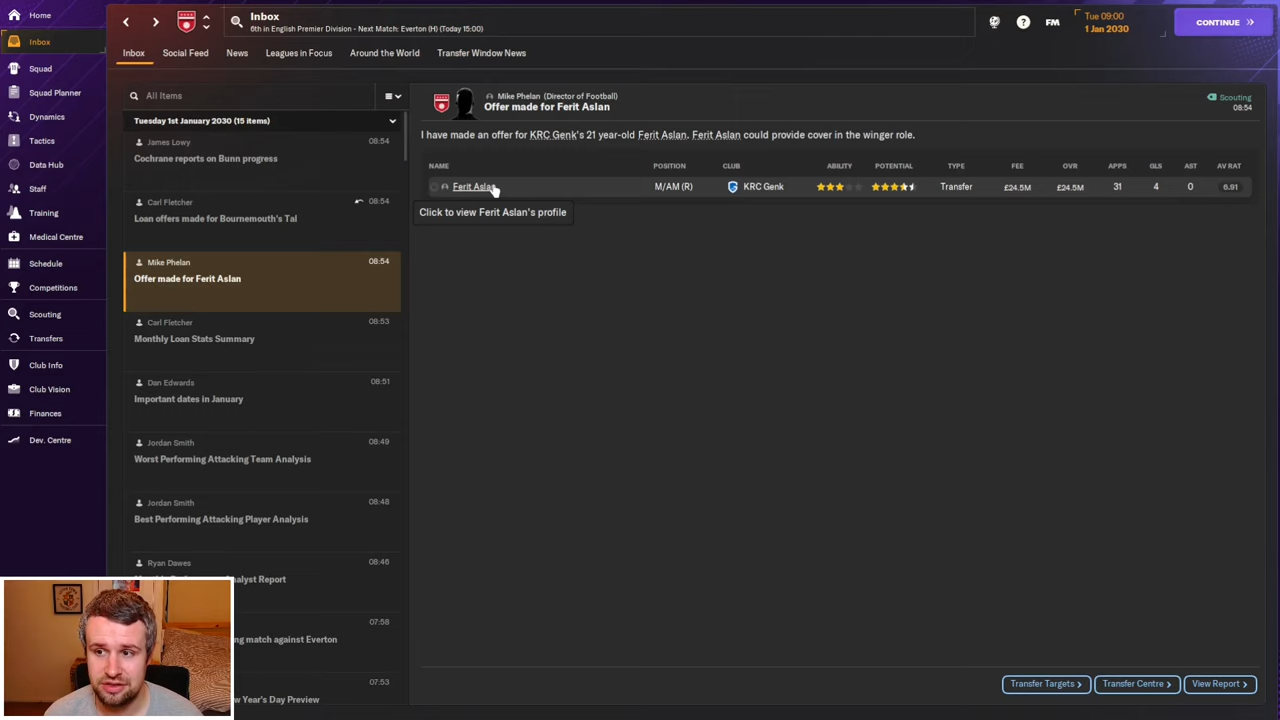 Home
Inbox
Squad
Squad Planner
Dynamics
Tactics
Data Hub
Staff
Training
Medical Centre
Schedule
Competitions
Scouting
Transfers
Club Info
Club Vision
Finances
Dev. Centre
Inbox
6th in English Premier Division - Next Match: Everton (H) (Today 15:00)
FM
Tue 09:00
1 Jan 2030
CONTINUE
Inbox Social Feed News Leagues in Focus Around the World Transfer Window News
All Items
Tuesday 1st January 2030 (15 items)
James Lowy 08:54
Cochrane reports on Bunn progress
Carl Fletcher 08:54
Loan offers made for Bournemouth's Tal
Mike Phelan 08:54
Offer made for Ferit Aslan
Carl Fletcher 08:53
Monthly Loan Stats Summary
Dan Edwards 08:51
Important dates in January
Jordan Smith 08:49
Worst Performing Attacking Team Analysis
Jordan Smith 08:48
Best Performing Attacking Player Analysis
Ryan Dawes 08:46
Analyst Report
07:58
match against Everton
07:53
Year's Day Preview
Mike Phelan (Director of Football)
Offer made for Ferit Aslan
Scouting
08:54
I have made an offer for KRC Genk's 21 year-old Ferit Aslan. Ferit Aslan could provide cover in the winger role.
NAME POSITION CLUB ABILITY POTENTIAL TYPE FEE OVR APPS GLS AST AV RAT
Ferit Aslan M/AM (R) KRC Genk Transfer £24.5M £24.5M 31 4 0 6.91
Click to view Ferit Aslan's profile
Transfer Targets Transfer Centre View Report